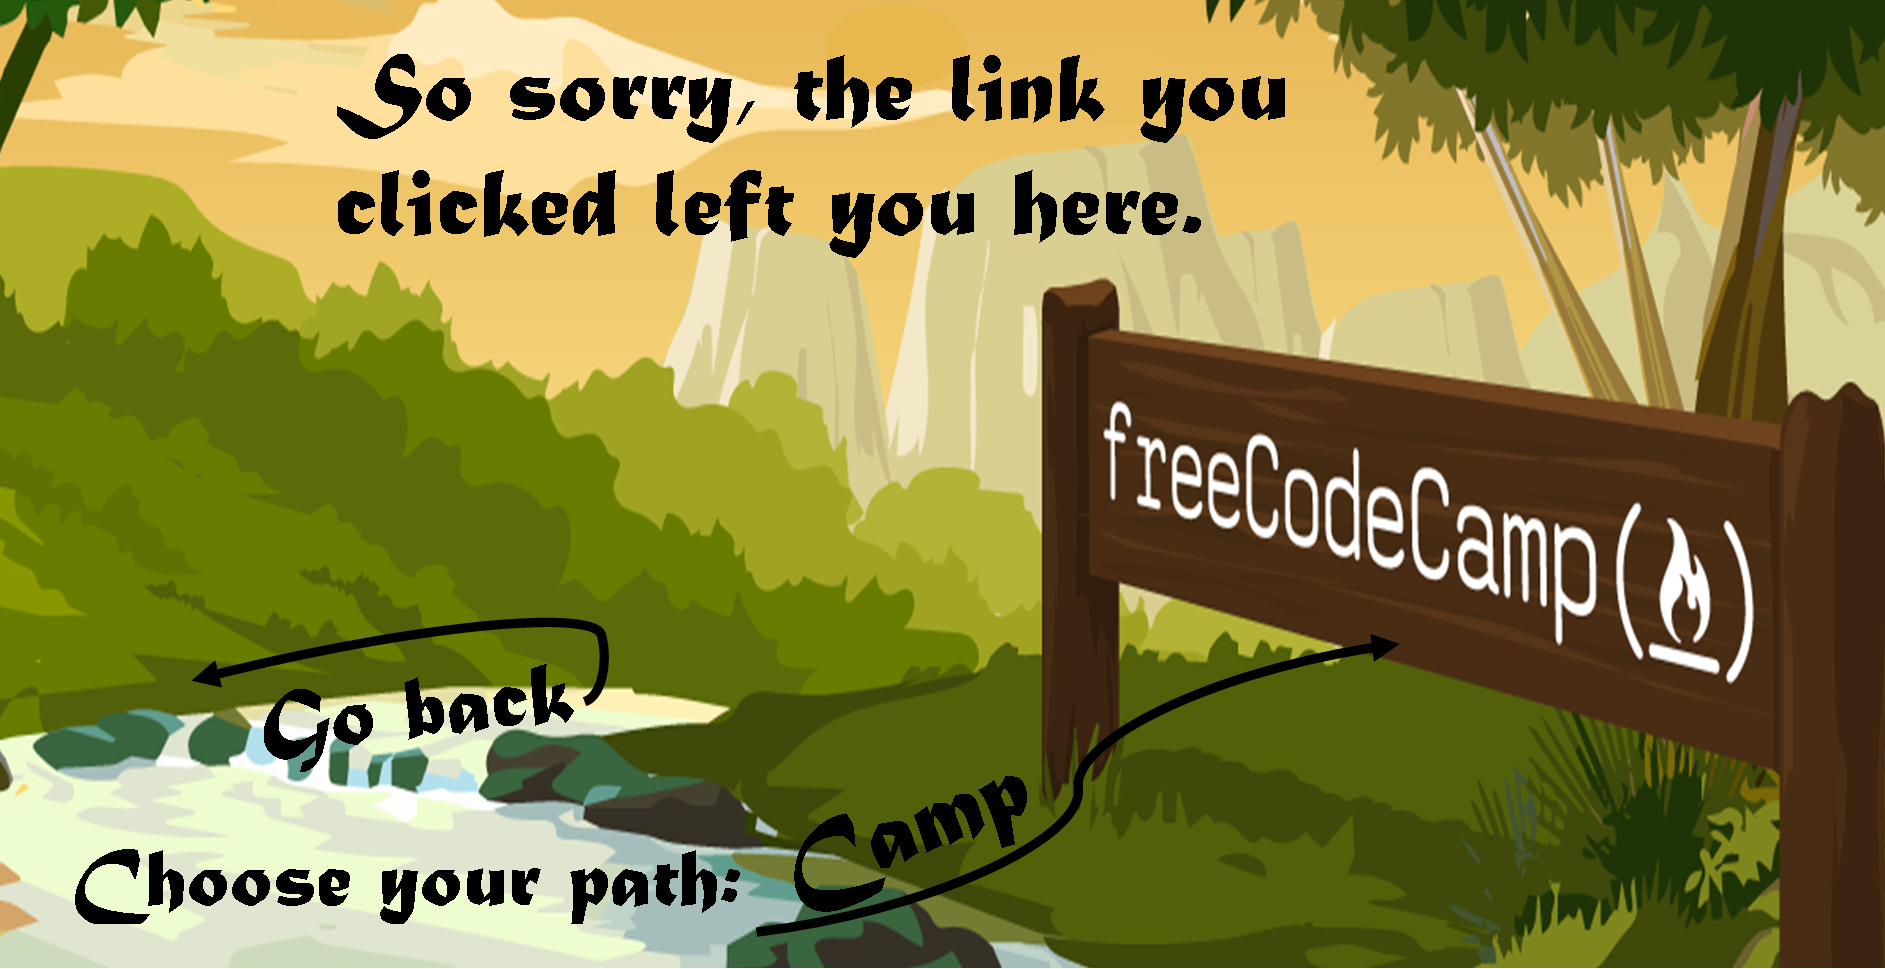 So sorry, the link you
clicked left you here.
freeCodeCamp(🔥)
Go back
Camp
Choose your path: